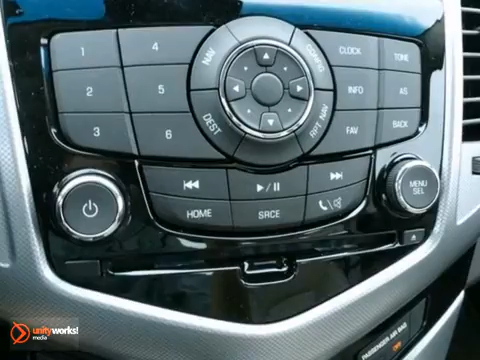 1 4 NAV CONFIG CLOCK TONE
2 5 INFO AS
3 6 DEST RPT NAV FAV BACK
HOME SRCE
MENU
SEL
PASSENGER AIR BAG
OFF
unityworks!
media